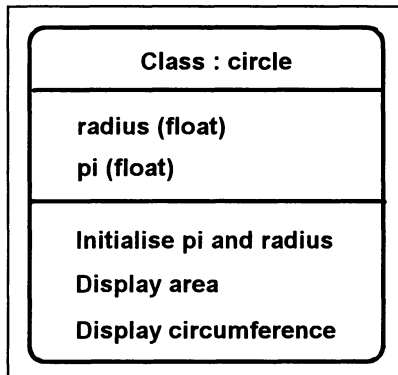 Class : circle
radius (float)
pi (float)
Initialise pi and radius
Display area
Display circumference